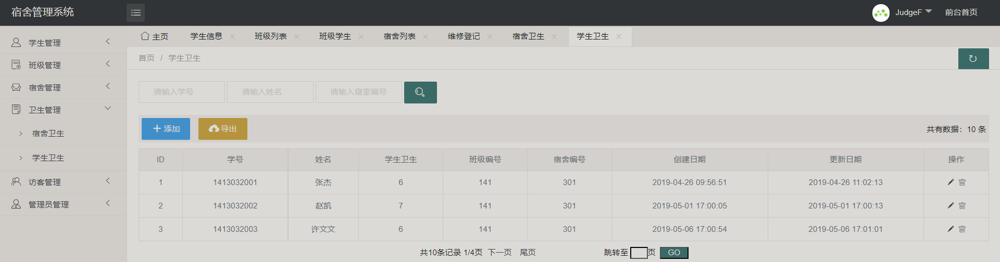 宿舍管理系统
JudgeF 前台首页
学生管理
班级管理
宿舍管理
卫生管理
宿舍卫生
学生卫生
访客管理
管理员管理
主页 学生信息 班级列表 班级学生 宿舍列表 维修登记 宿舍卫生 学生卫生
首页 / 学生卫生
请输入学号 请输入姓名 请输入寝室编号
添加 导出 共有数据：10 条
ID 学号 姓名 学生卫生 班级编号 宿舍编号 创建日期 更新日期 操作
1 1413032001 张杰 6 141 301 2019-04-26 09:56:51 2019-04-26 11:02:13
2 1413032002 赵凯 7 141 301 2019-05-01 17:00:05 2019-05-01 17:00:13
3 1413032003 许文文 6 141 301 2019-05-06 17:00:54 2019-05-06 17:01:01
共10条记录 1/4页 下一页 尾页 跳转至 页 GO